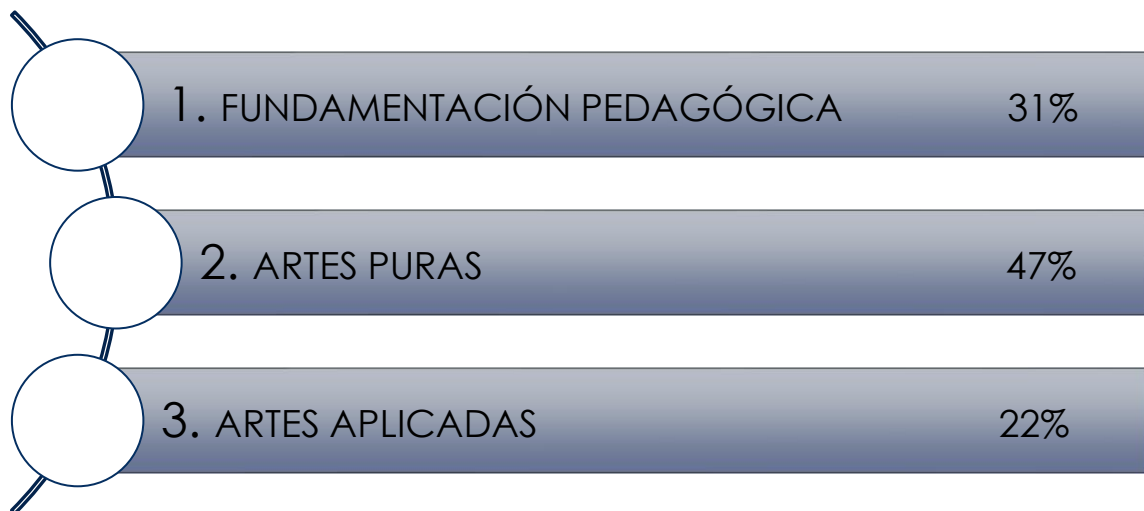 1. FUNDAMENTACIÓN PEDAGÓGICA 31%
2. ARTES PURAS 47%
3. ARTES APLICADAS 22%